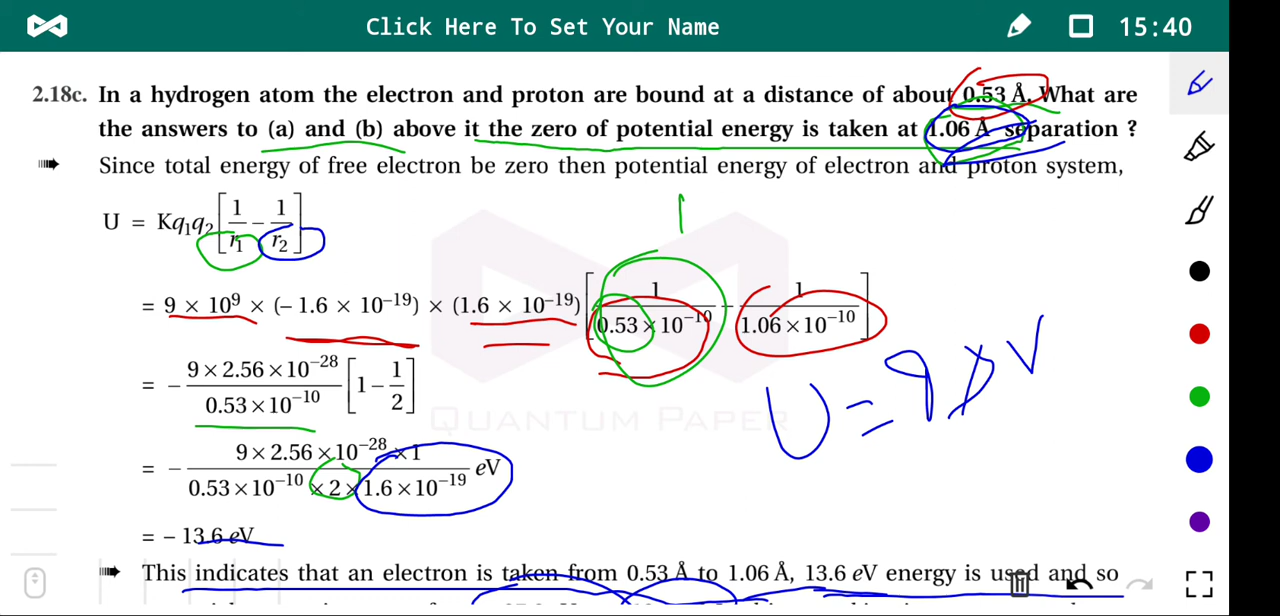 Click Here To Set Your Name
15:40
2.18c. In a hydrogen atom the electron and proton are bound at a distance of about 0.53 Å. What are
the answers to (a) and (b) above it the zero of potential energy is taken at 1.06 Å separation ?
Since total energy of free electron be zero then potential energy of electron and proton system,
U = Kq₁q₂ [1/r₁ − 1/r₂]
= 9 × 10⁹ × (− 1.6 × 10⁻¹⁹) × (1.6 × 10⁻¹⁹) [1/(0.53 × 10⁻¹⁰) − 1/(1.06 × 10⁻¹⁰)]
= − (9 × 2.56 × 10⁻²⁸)/(0.53 × 10⁻¹⁰) [1 − 1/2]
QUANTUM PAPER
U = q × V
= − (9 × 2.56 × 10⁻²⁸ × 1)/(0.53 × 10⁻¹⁰ × 2 × 1.6 × 10⁻¹⁹) eV
= − 13.6 eV
This indicates that an electron is taken from 0.53 Å to 1.06 Å, 13.6 eV energy is used and so